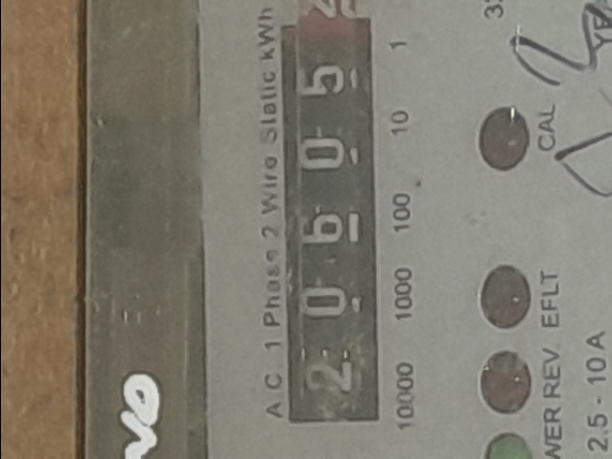 A.C. 1 Phase 2 Wire Static kWh
2 0 6 0 5 2
10000 1000 100 10 1
REV. EFLT CAL
2.5 - 10 A